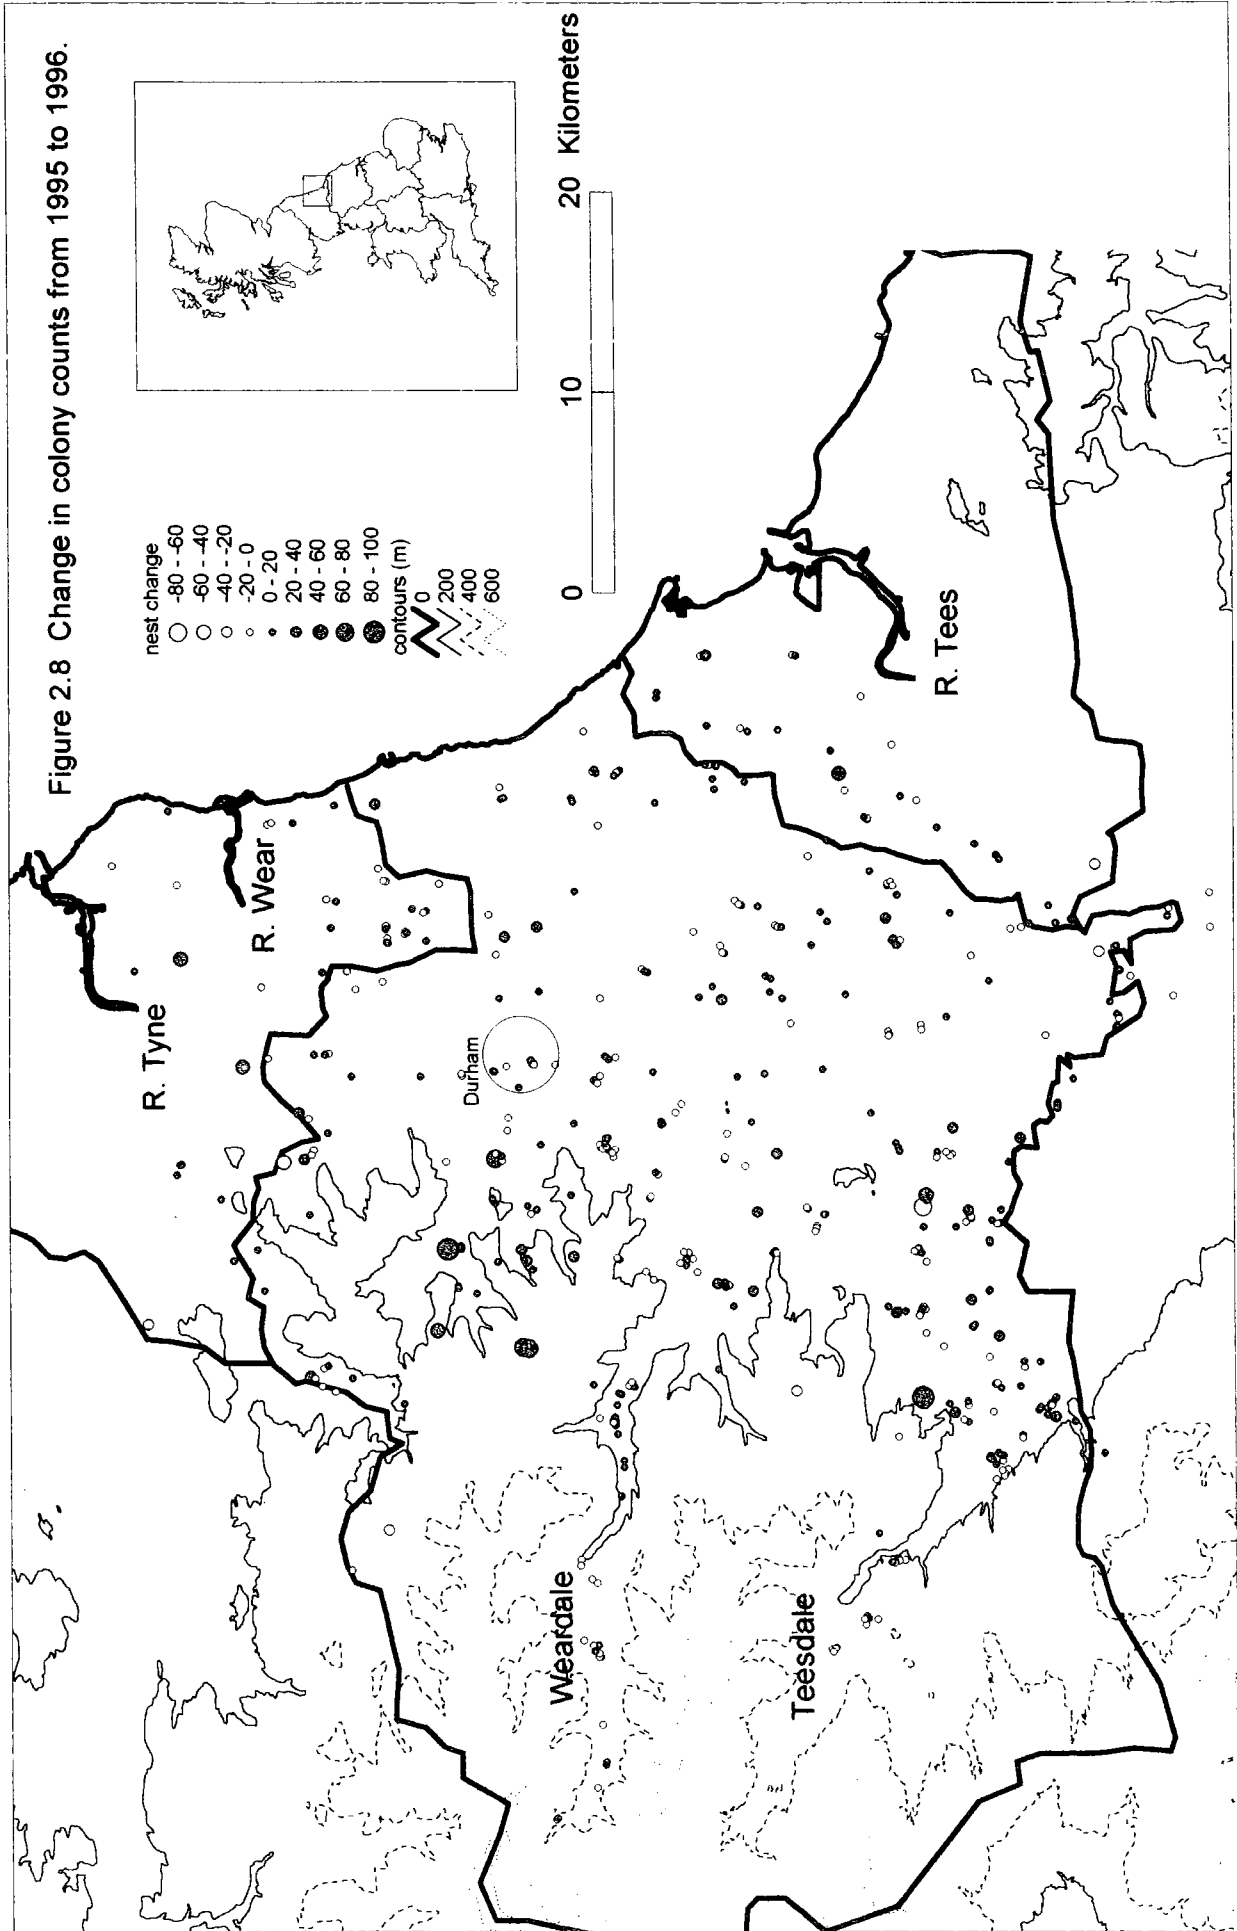 Figure 2.8 Change in colony counts from 1995 to 1996.
nest change
-80 - -60
-60 - -40
-40 - -20
-20 - 0
0 - 20
20 - 40
40 - 60
60 - 80
80 - 100
contours (m)
0
200
400
600
0 10 20 Kilometers
R. Tyne
R. Wear
Durham
R. Tees
Weardale
Teesdale